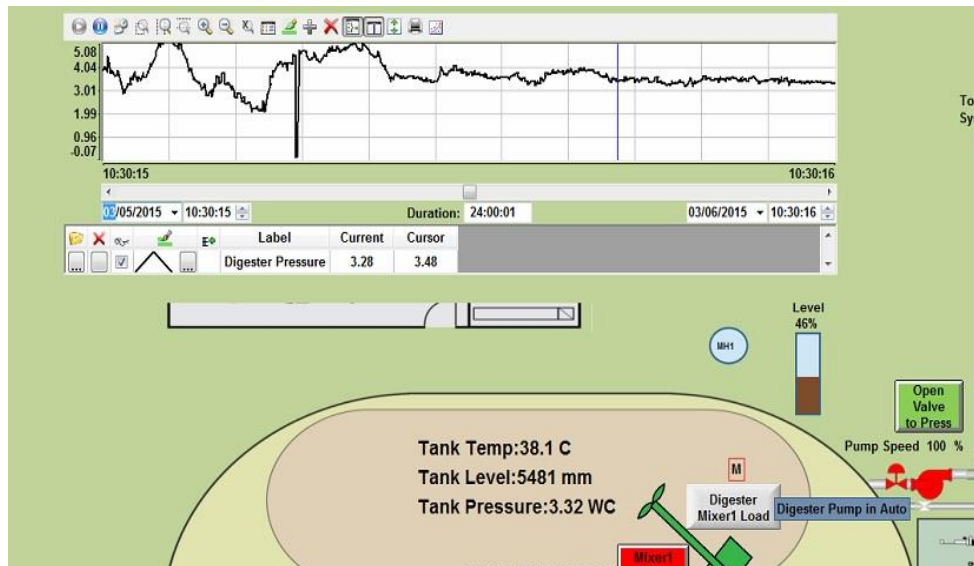 5.08
4.04
3.01
1.99
0.96
-0.07
10:30:15 10:30:16
03/05/2015 10:30:15 Duration: 24:00:01 03/06/2015 10:30:16
E Label Current Cursor
Digester Pressure 3.28 3.48
Level
46%
MH1
Open
Valve
to Press
Pump Speed 100 %
Tank Temp:38.1 C
Tank Level:5481 mm
Tank Pressure:3.32 WC
M
Digester
Mixer1 Load
Digester Pump in Auto
Mixer1
To
Sy